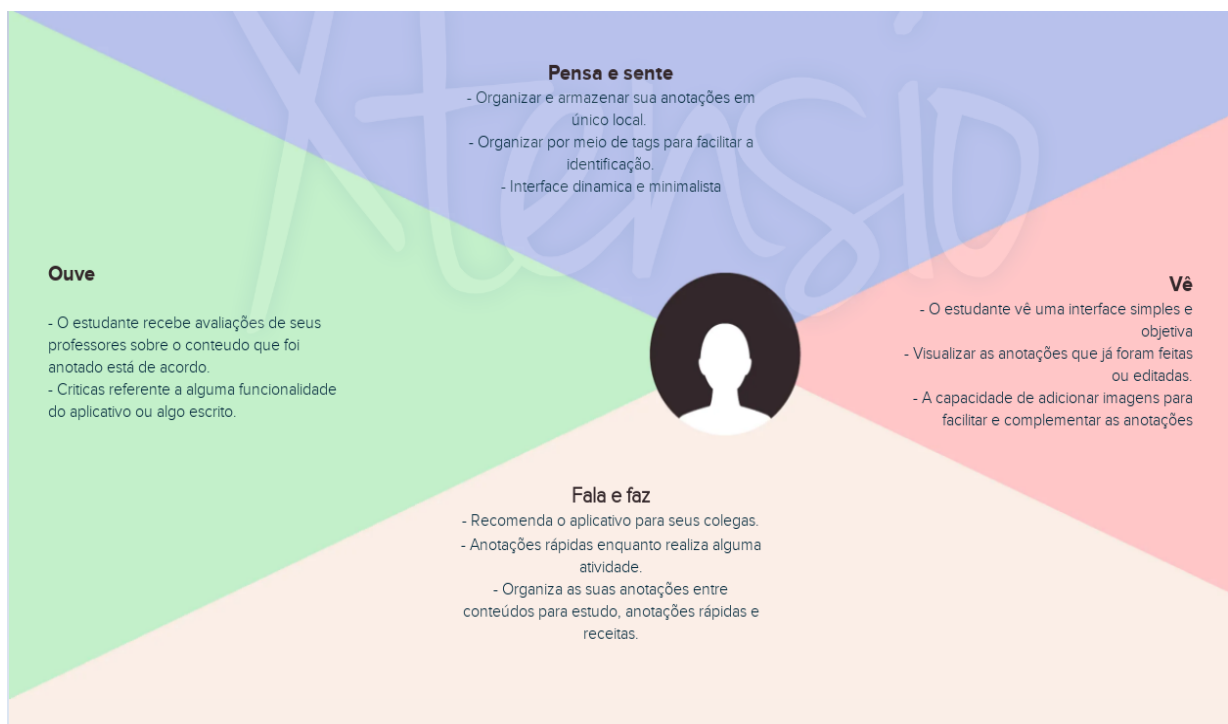 Xtensio
Pensa e sente
- Organizar e armazenar sua anotações em
único local.
- Organizar por meio de tags para facilitar a
identificação.
- Interface dinamica e minimalista
Ouve
- O estudante recebe avaliações de seus
professores sobre o conteudo que foi
anotado está de acordo.
- Criticas referente a alguma funcionalidade
do aplicativo ou algo escrito.
Vê
- O estudante vê uma interface simples e
objetiva
- Visualizar as anotações que já foram feitas
ou editadas.
- A capacidade de adicionar imagens para
facilitar e complementar as anotações
Fala e faz
- Recomenda o aplicativo para seus colegas.
- Anotações rápidas enquanto realiza alguma
atividade.
- Organiza as suas anotações entre
conteúdos para estudo, anotações rápidas e
receitas.